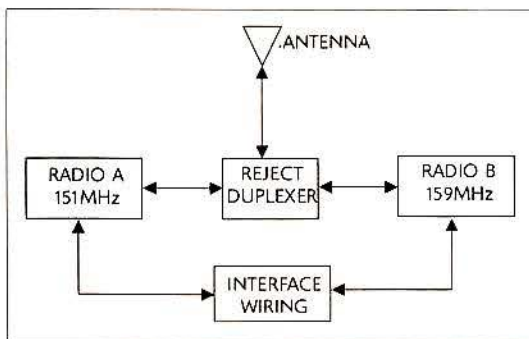 .ANTENNA
RADIO A
151MHz
REJECT
DUPLEXER
RADIO B
159MHz
INTERFACE
WIRING